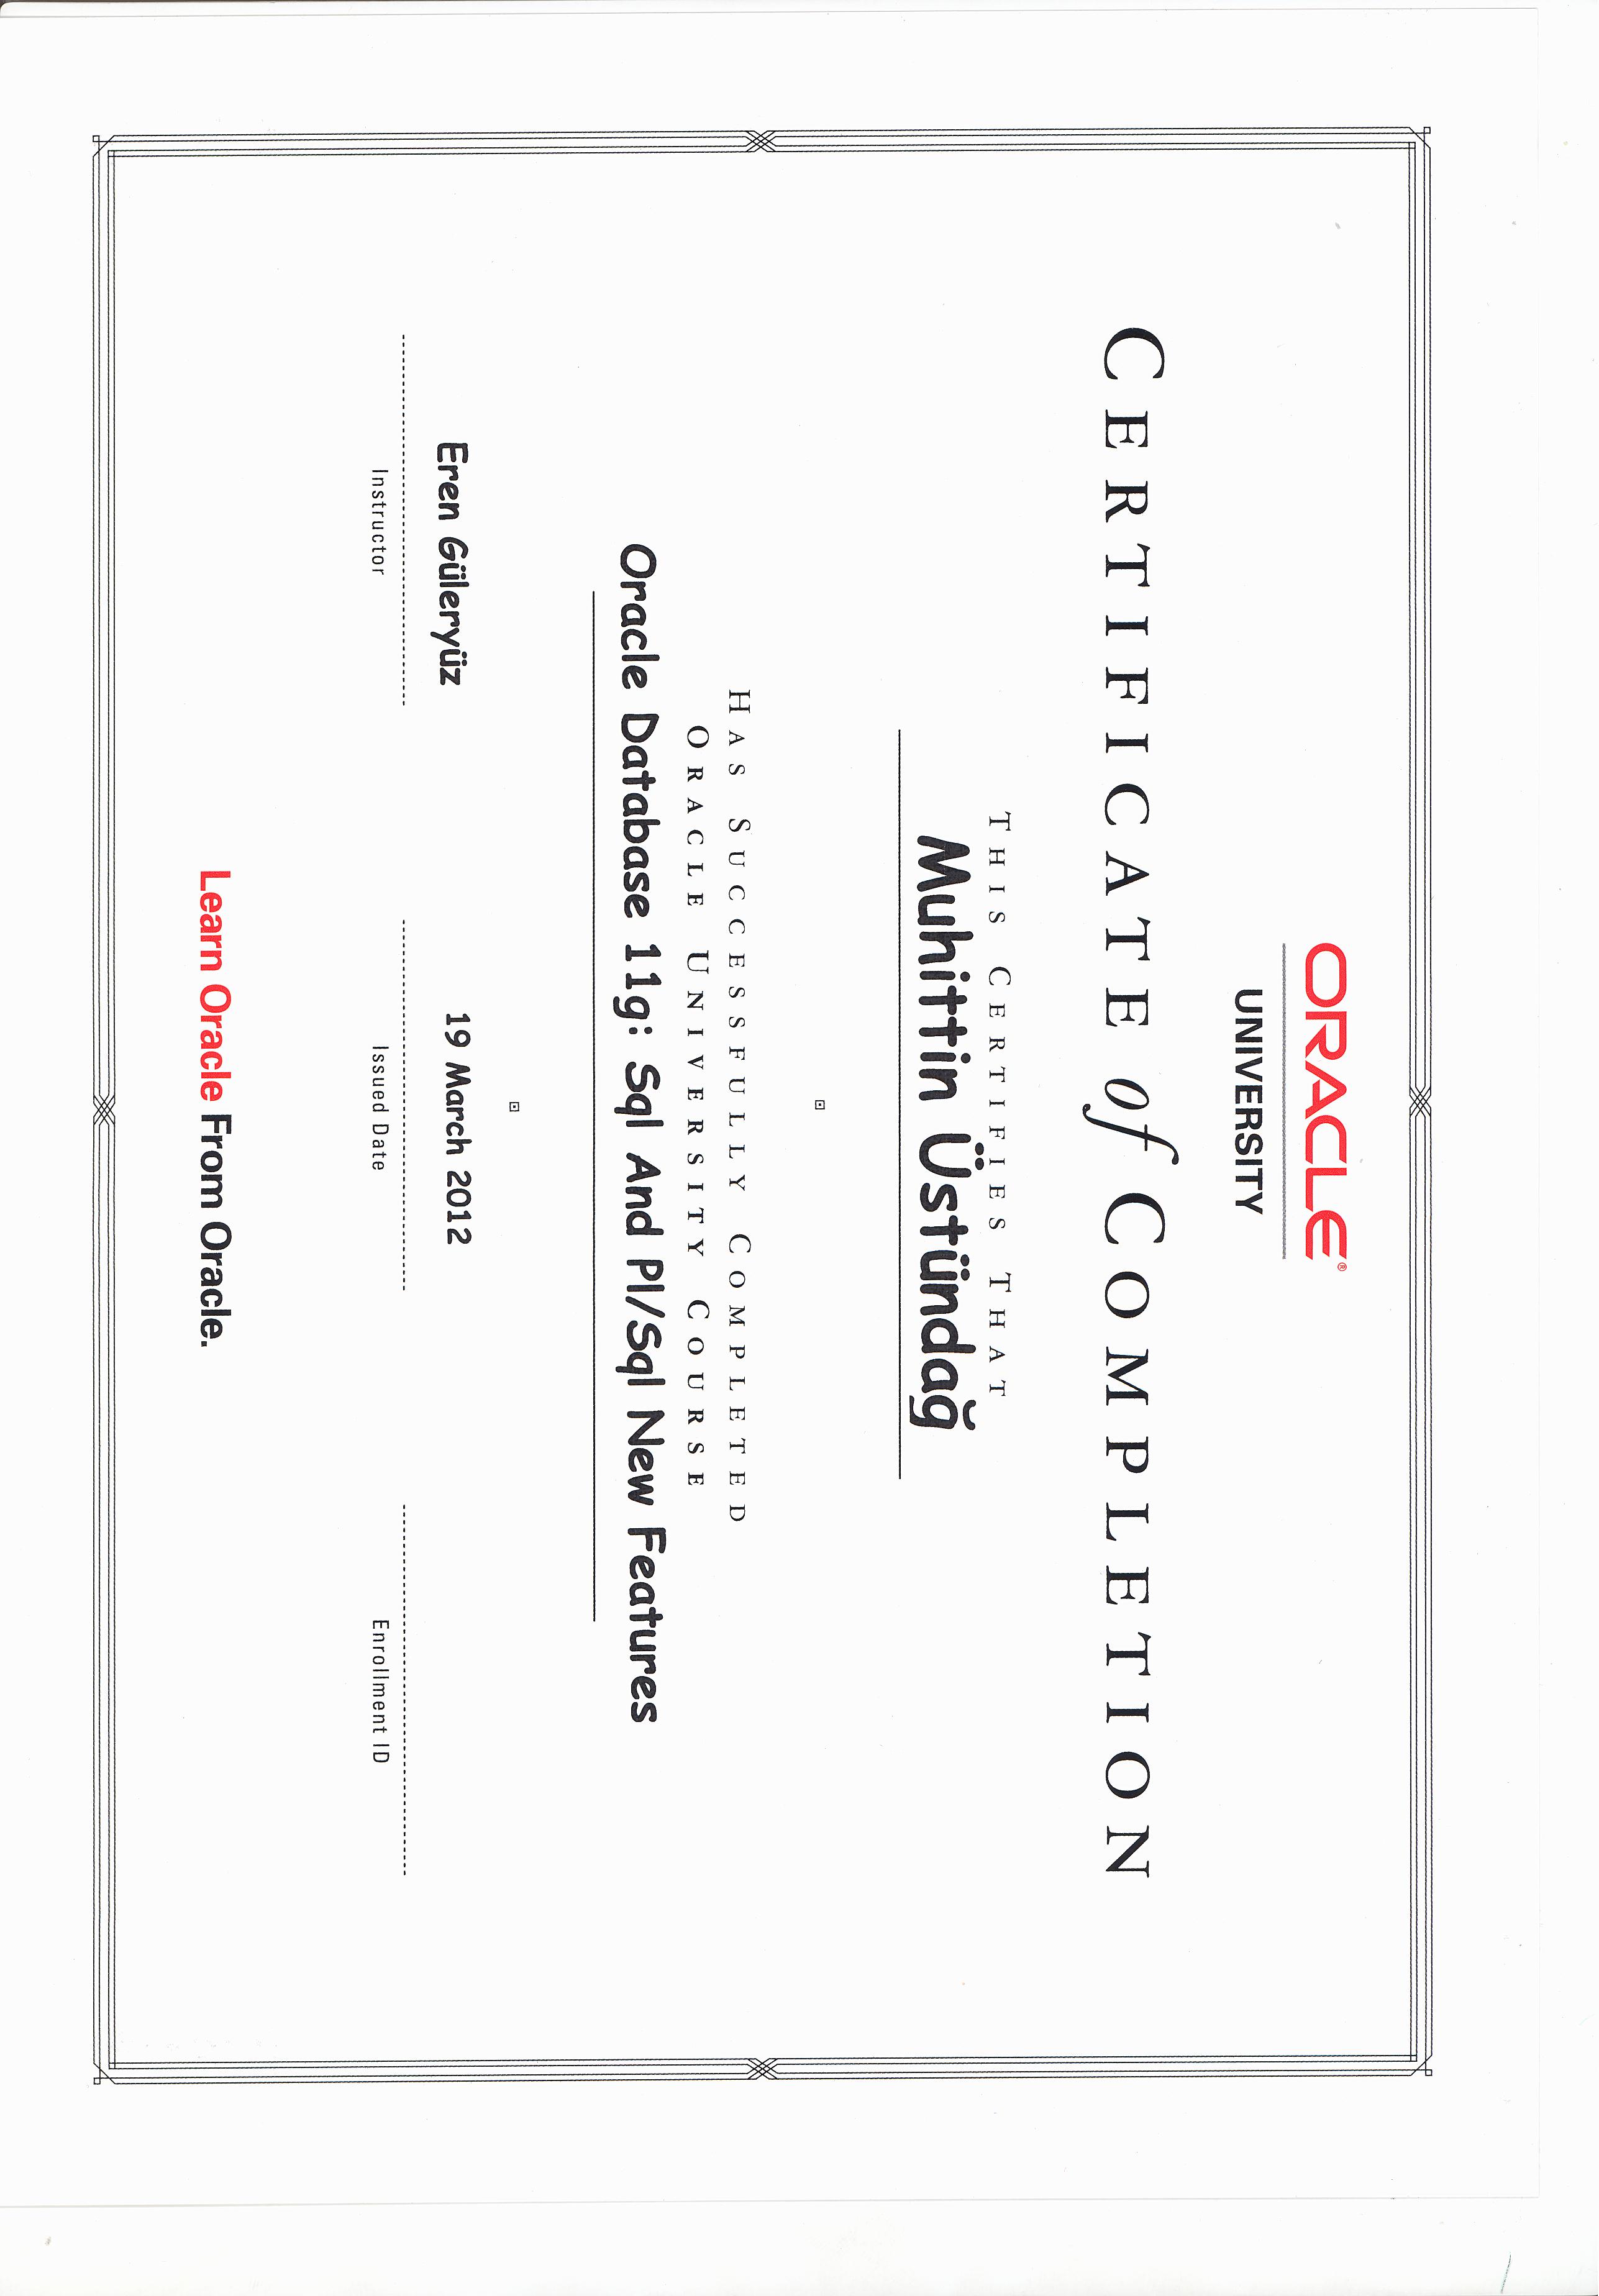 ORACLE®
UNIVERSITY
CERTIFICATE of COMPLETION
THIS CERTIFIES THAT
Muhittin Üstündağ
HAS SUCCESSFULLY COMPLETED
ORACLE UNIVERSITY COURSE
Oracle Database 11g: Sql And Pl/Sql New Features
Eren Güleryüz
19 March 2012
Instructor
Issued Date
Enrollment ID
Learn Oracle From Oracle.